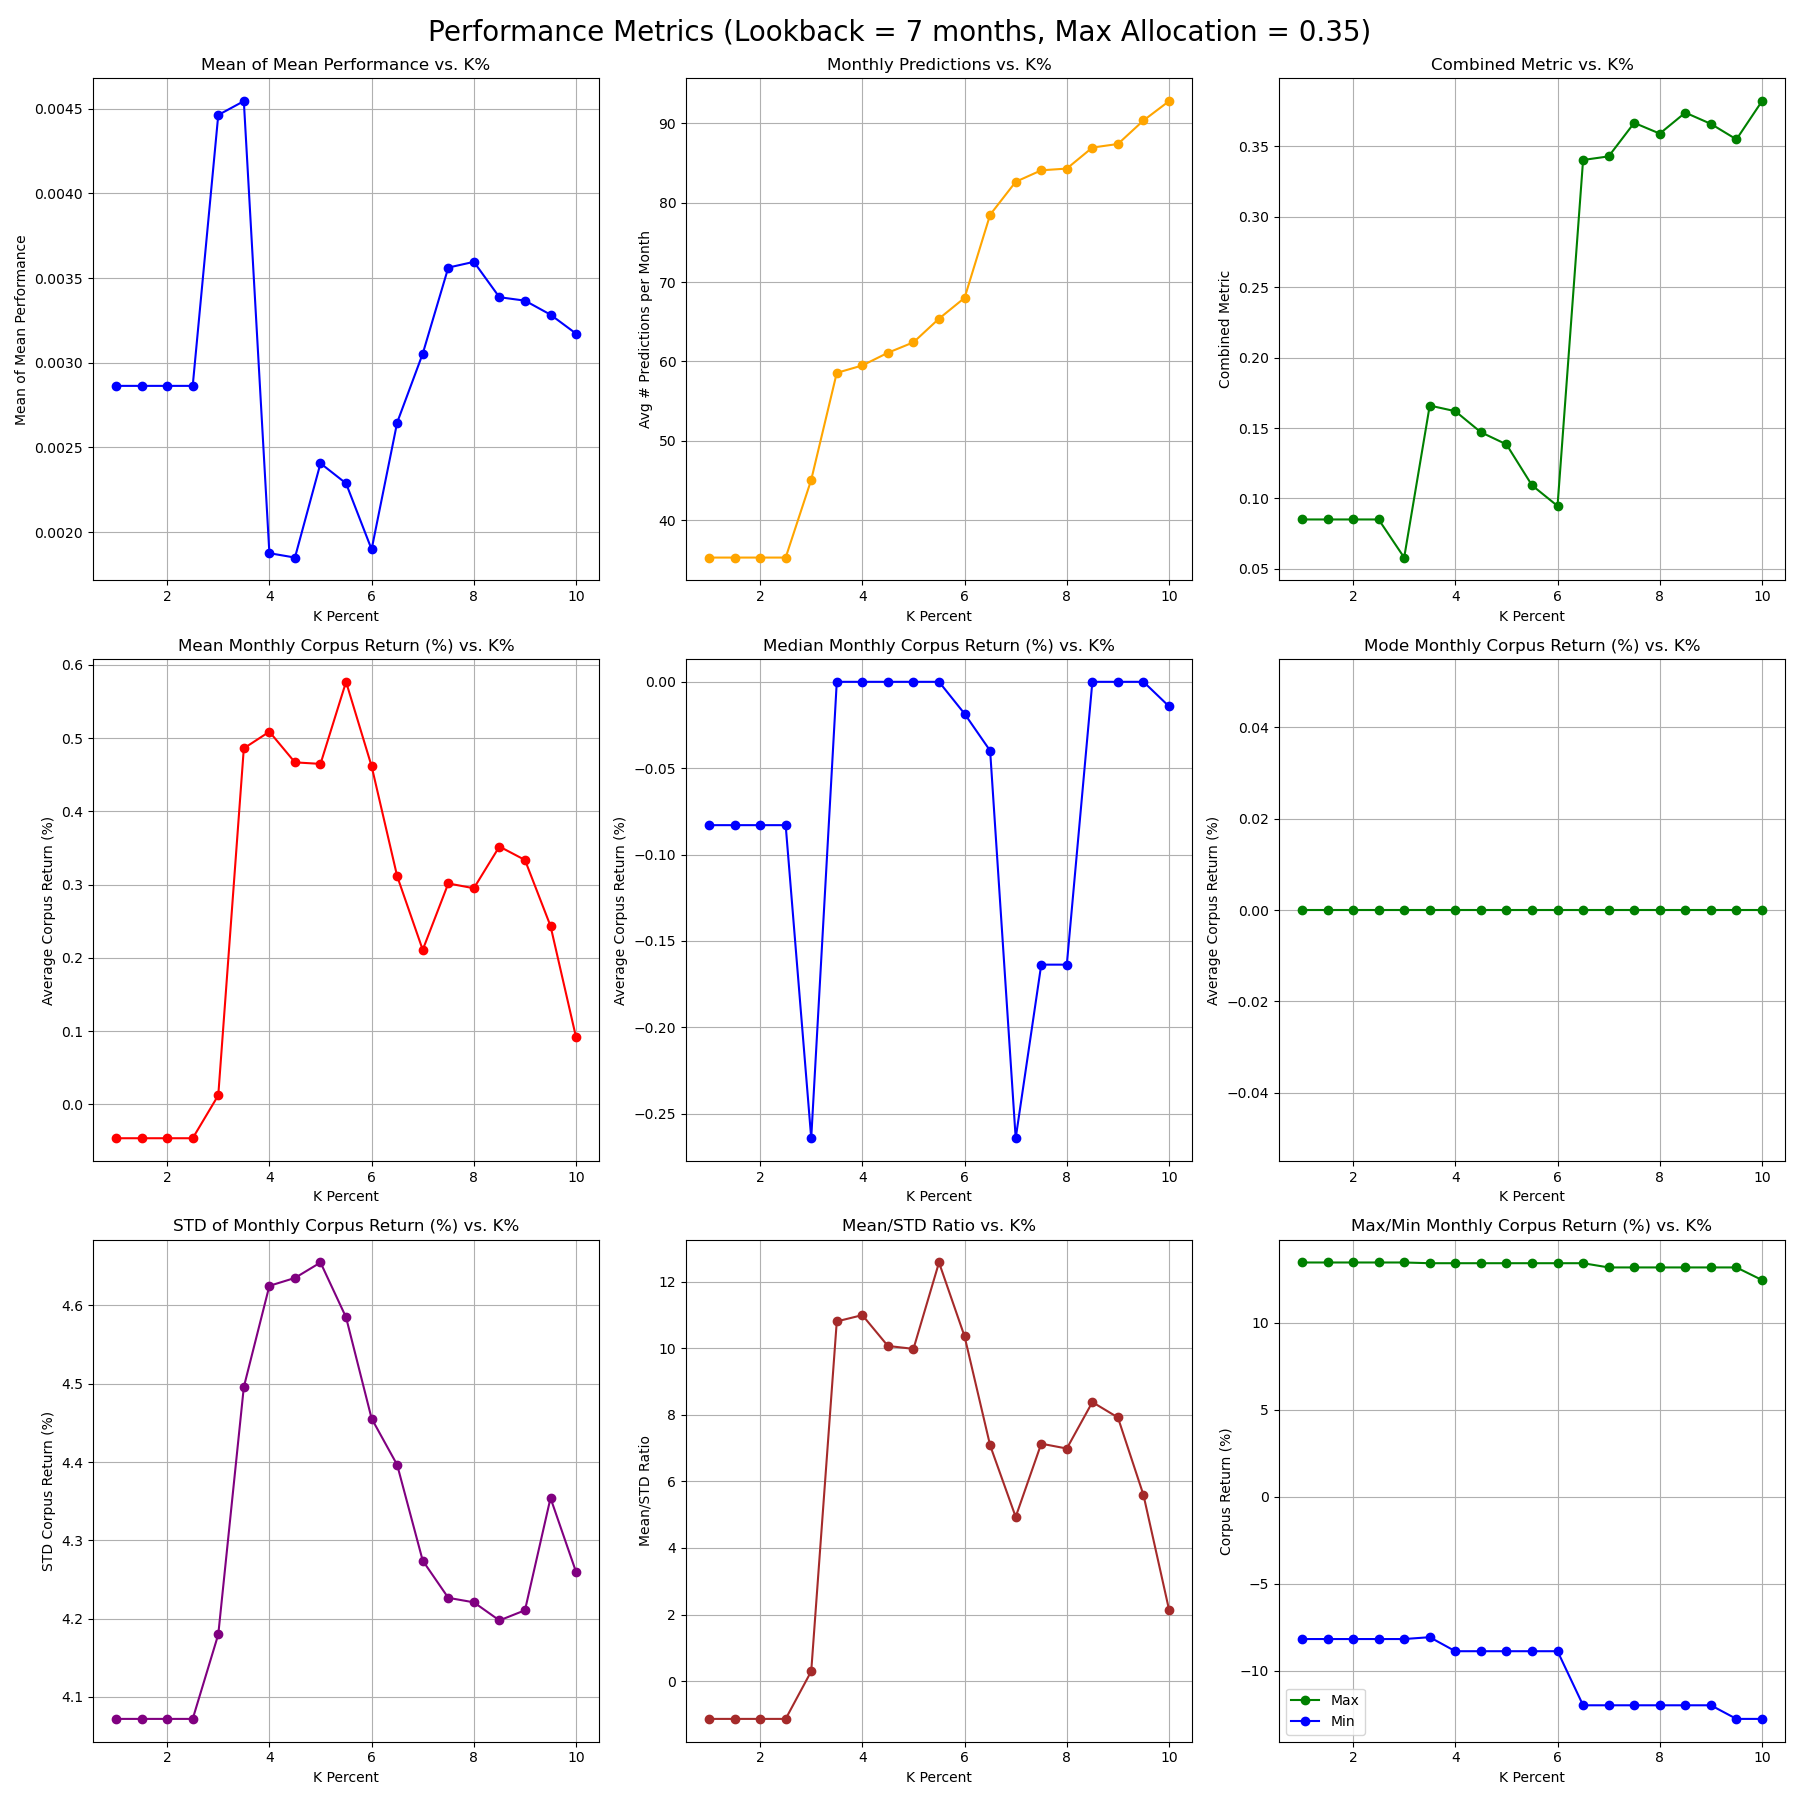 Performance Metrics (Lookback = 7 months, Max Allocation = 0.35)
Mean of Mean Performance vs. K%
Mean of Mean Performance
0.0045
0.0040
0.0035
0.0030
0.0025
0.0020
2 4 6 8 10
K Percent
Monthly Predictions vs. K%
Avg # Predictions per Month
90
80
70
60
50
40
2 4 6 8 10
K Percent
Combined Metric vs. K%
Combined Metric
0.35
0.30
0.25
0.20
0.15
0.10
0.05
2 4 6 8 10
K Percent
Mean Monthly Corpus Return (%) vs. K%
Average Corpus Return (%)
0.6
0.5
0.4
0.3
0.2
0.1
0.0
2 4 6 8 10
K Percent
Median Monthly Corpus Return (%) vs. K%
Average Corpus Return (%)
0.00
−0.05
−0.10
−0.15
−0.20
−0.25
2 4 6 8 10
K Percent
Mode Monthly Corpus Return (%) vs. K%
Average Corpus Return (%)
0.04
0.02
0.00
−0.02
−0.04
2 4 6 8 10
K Percent
STD of Monthly Corpus Return (%) vs. K%
STD Corpus Return (%)
4.6
4.5
4.4
4.3
4.2
4.1
2 4 6 8 10
K Percent
Mean/STD Ratio vs. K%
Mean/STD Ratio
12
10
8
6
4
2
0
2 4 6 8 10
K Percent
Max/Min Monthly Corpus Return (%) vs. K%
Corpus Return (%)
10
5
0
−5
−10
Max
Min
2 4 6 8 10
K Percent